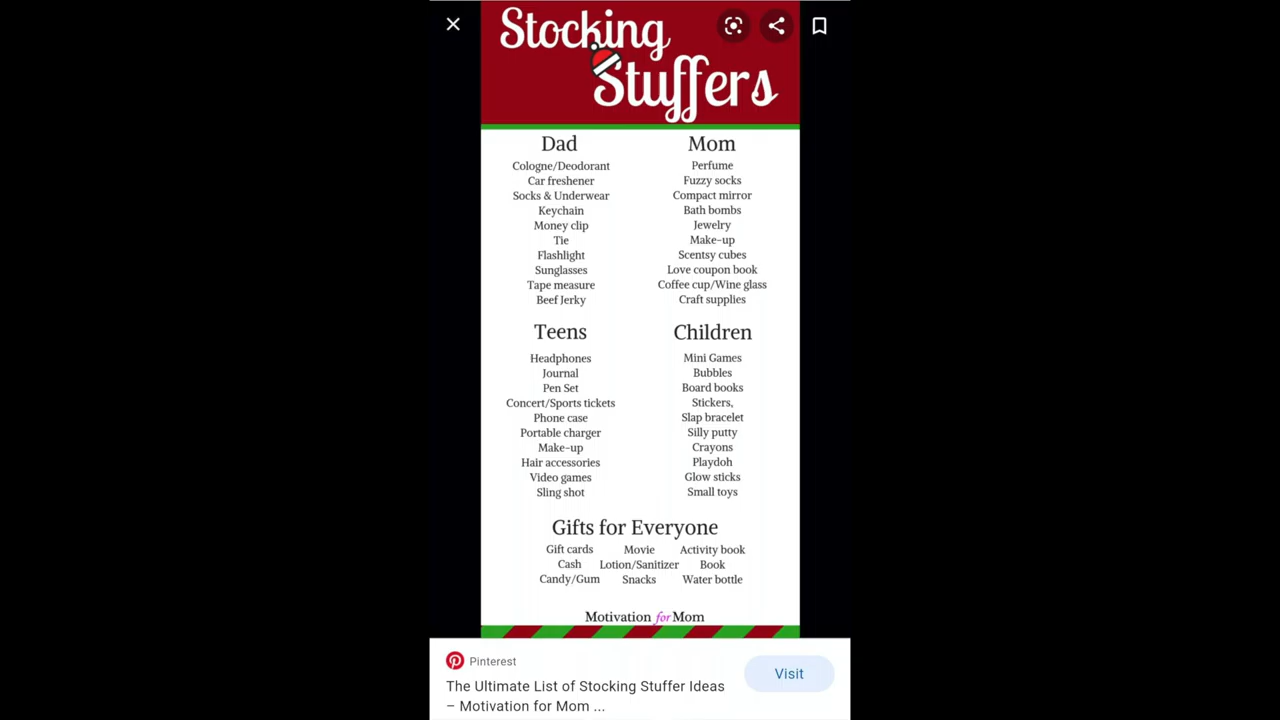 Stocking
Stuffers
Dad
Cologne/Deodorant
Car freshener
Socks & Underwear
Keychain
Money clip
Tie
Flashlight
Sunglasses
Tape measure
Beef Jerky
Mom
Perfume
Fuzzy socks
Compact mirror
Bath bombs
Jewelry
Make-up
Scentsy cubes
Love coupon book
Coffee cup/Wine glass
Craft supplies
Teens
Headphones
Journal
Pen Set
Concert/Sports tickets
Phone case
Portable charger
Make-up
Hair accessories
Video games
Sling shot
Children
Mini Games
Bubbles
Board books
Stickers,
Slap bracelet
Silly putty
Crayons
Playdoh
Glow sticks
Small toys
Gifts for Everyone
Gift cards Movie Activity book
Cash Lotion/Sanitizer Book
Candy/Gum Snacks Water bottle
Motivation for Mom
Pinterest
The Ultimate List of Stocking Stuffer Ideas
– Motivation for Mom ...
Visit